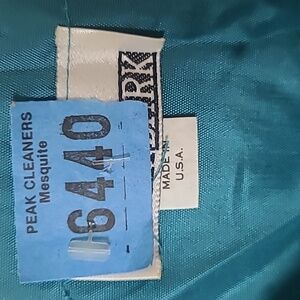 PEAK CLEANERS
Mesquite
6440
MADE IN
U.S.A.